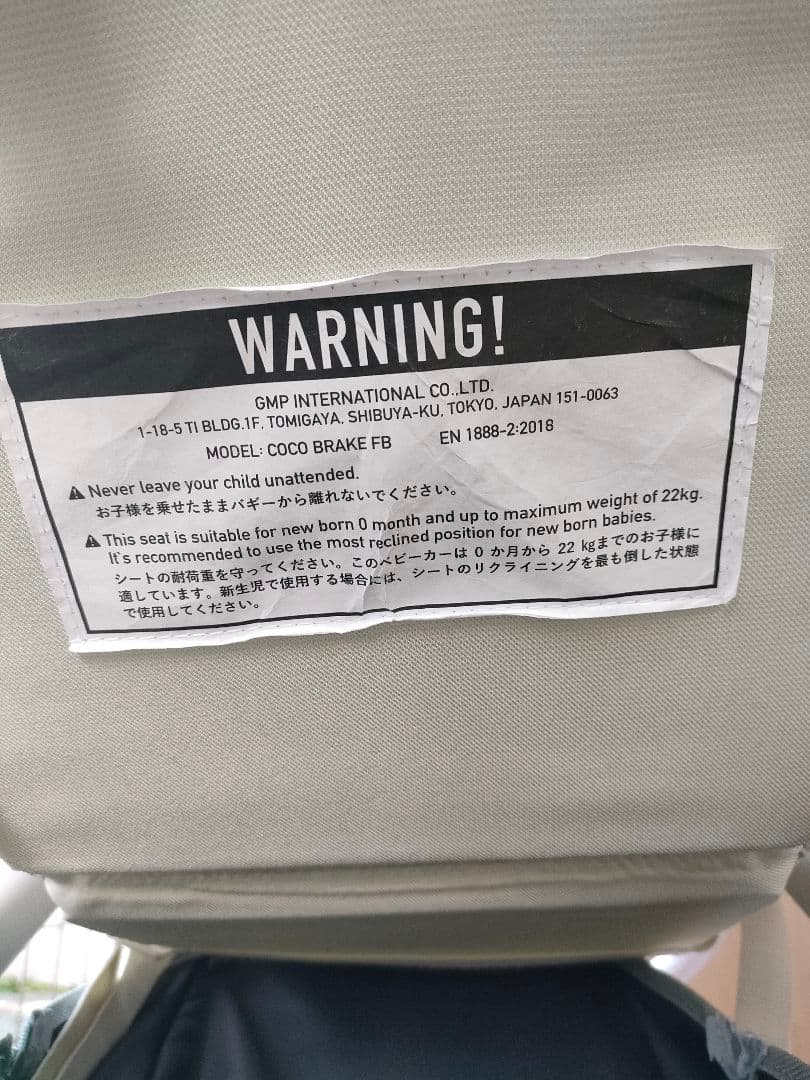 WARNING!
GMP INTERNATIONAL CO.,LTD.
1-18-5 TI BLDG.1F, TOMIGAYA, SHIBUYA-KU, TOKYO, JAPAN 151-0063
MODEL: COCO BRAKE FB EN 1888-2:2018
⚠ Never leave your child unattended.
お子様を乗せたままバギーから離れないでください。
⚠ This seat is suitable for new born 0 month and up to maximum weight of 22kg.
It's recommended to use the most reclined position for new born babies.
シートの耐荷重を守ってください。このベビーカーは 0 か月から 22 kgまでのお子様に
適しています。新生児で使用する場合には、シートのリクライニングを最も倒した状態
で使用してください。